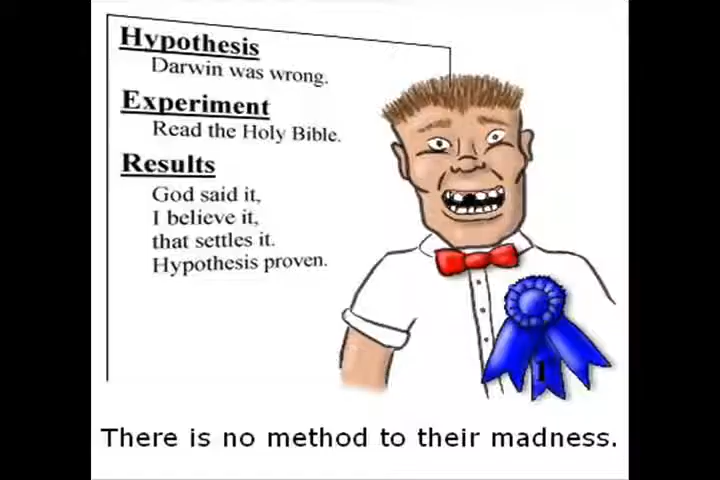 Hypothesis
Darwin was wrong.
Experiment
Read the Holy Bible.
Results
God said it,
I believe it,
that settles it.
Hypothesis proven.
1
There is no method to their madness.